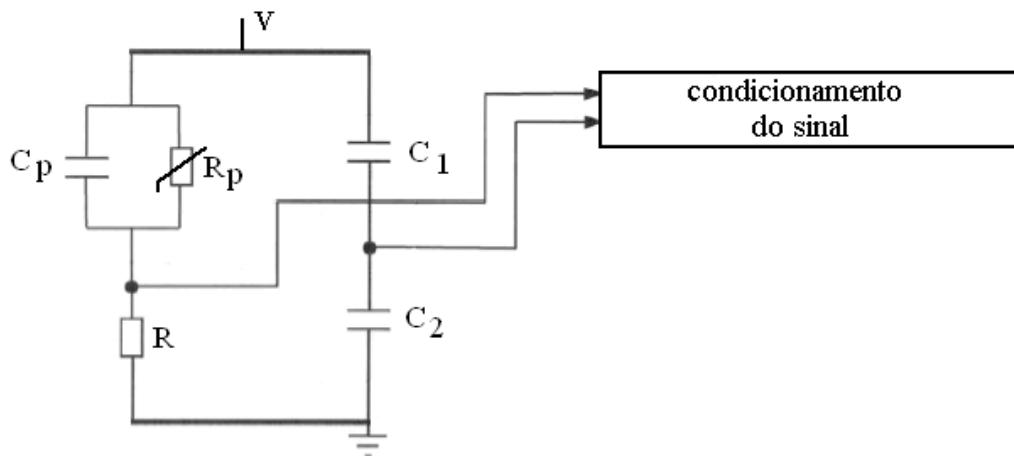 V
condicionamento
do sinal
Cp
Rp
C1
R
C2